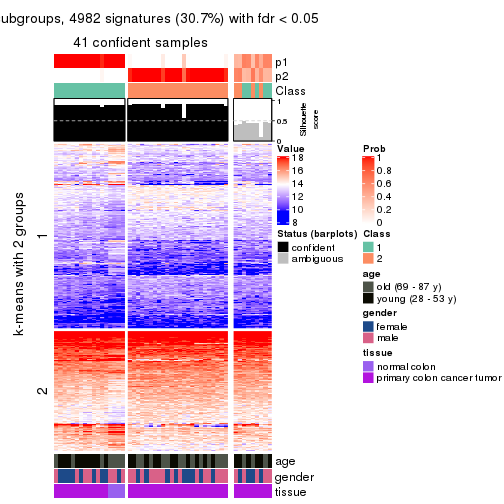 ubgroups, 4982 signatures (30.7%) with fdr < 0.05
41 confident samples
p1
p2
Class
1
0.5
0
Silhouette
score
k-means with 2 groups
1
2
age
gender
tissue
Value
18
16
14
12
10
8
Prob
1
0.8
0.6
0.4
0.2
0
Status (barplots)
confident
ambiguous
Class
1
2
age
old (69 - 87 y)
young (28 - 53 y)
gender
female
male
tissue
normal colon
primary colon cancer tumor